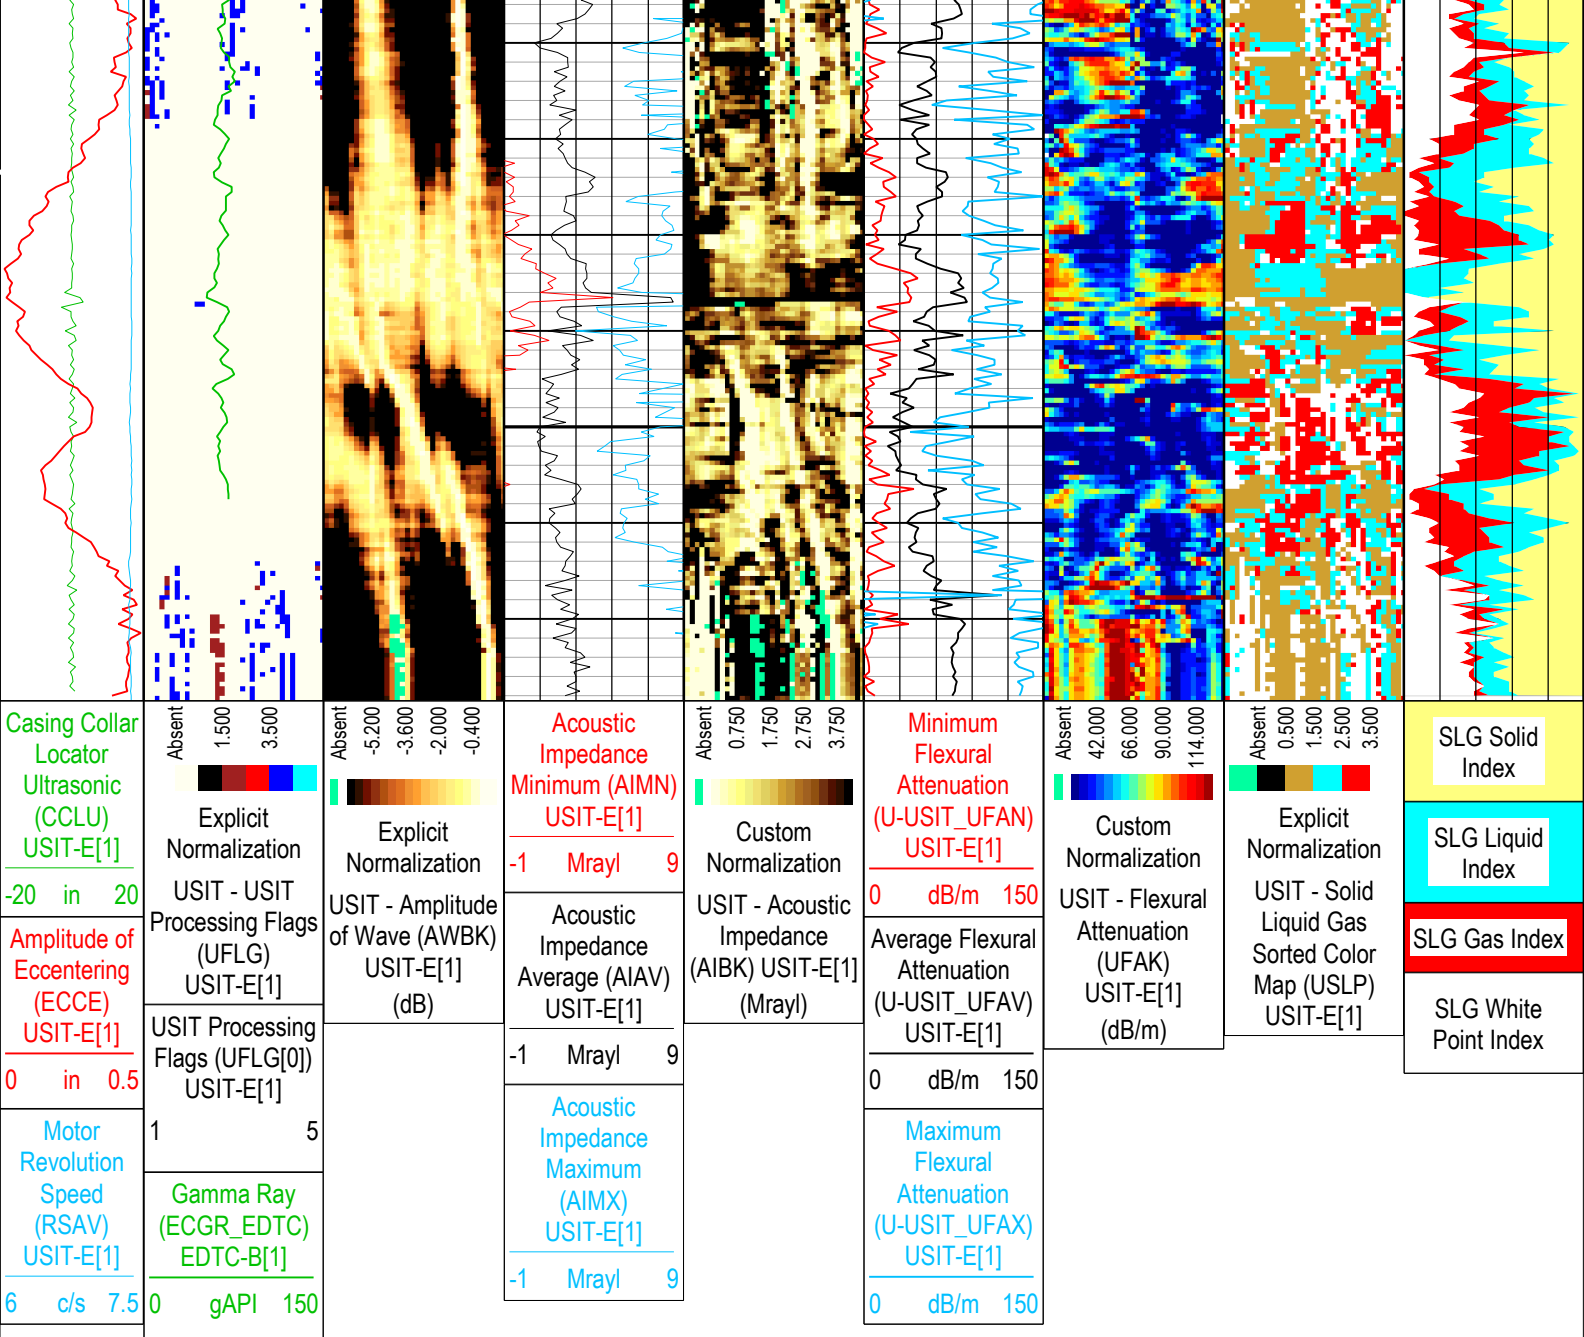 Casing Collar
Locator
Ultrasonic
(CCLU)
USIT-E[1]
-20 in 20
Amplitude of
Eccentering
(ECCE)
USIT-E[1]
0 in 0.5
Motor
Revolution
Speed
(RSAV)
USIT-E[1]
6 c/s 7.5
Absent
1.500
3.500
Explicit
Normalization
USIT - USIT
Processing Flags
(UFLG)
USIT-E[1]
USIT Processing
Flags (UFLG[0])
USIT-E[1]
1 5
Gamma Ray
(ECGR_EDTC)
EDTC-B[1]
0 gAPI 150
Absent
-5.200
-3.600
-2.000
-0.400
Explicit
Normalization
USIT - Amplitude
of Wave (AWBK)
USIT-E[1]
(dB)
Acoustic
Impedance
Minimum (AIMN)
USIT-E[1]
-1 Mrayl 9
Acoustic
Impedance
Average (AIAV)
USIT-E[1]
-1 Mrayl 9
Acoustic
Impedance
Maximum
(AIMX)
USIT-E[1]
-1 Mrayl 9
Absent
0.750
1.750
2.750
3.750
Custom
Normalization
USIT - Acoustic
Impedance
(AIBK) USIT-E[1]
(Mrayl)
Minimum
Flexural
Attenuation
(U-USIT_UFAN)
USIT-E[1]
0 dB/m 150
Average Flexural
Attenuation
(U-USIT_UFAV)
USIT-E[1]
0 dB/m 150
Maximum
Flexural
Attenuation
(U-USIT_UFAX)
USIT-E[1]
0 dB/m 150
Absent
42.000
66.000
90.000
114.000
Custom
Normalization
USIT - Flexural
Attenuation
(UFAK)
USIT-E[1]
(dB/m)
Absent
0.500
1.500
2.500
3.500
Explicit
Normalization
USIT - Solid
Liquid Gas
Sorted Color
Map (USLP)
USIT-E[1]
SLG Solid
Index
SLG Liquid
Index
SLG Gas Index
SLG White
Point Index